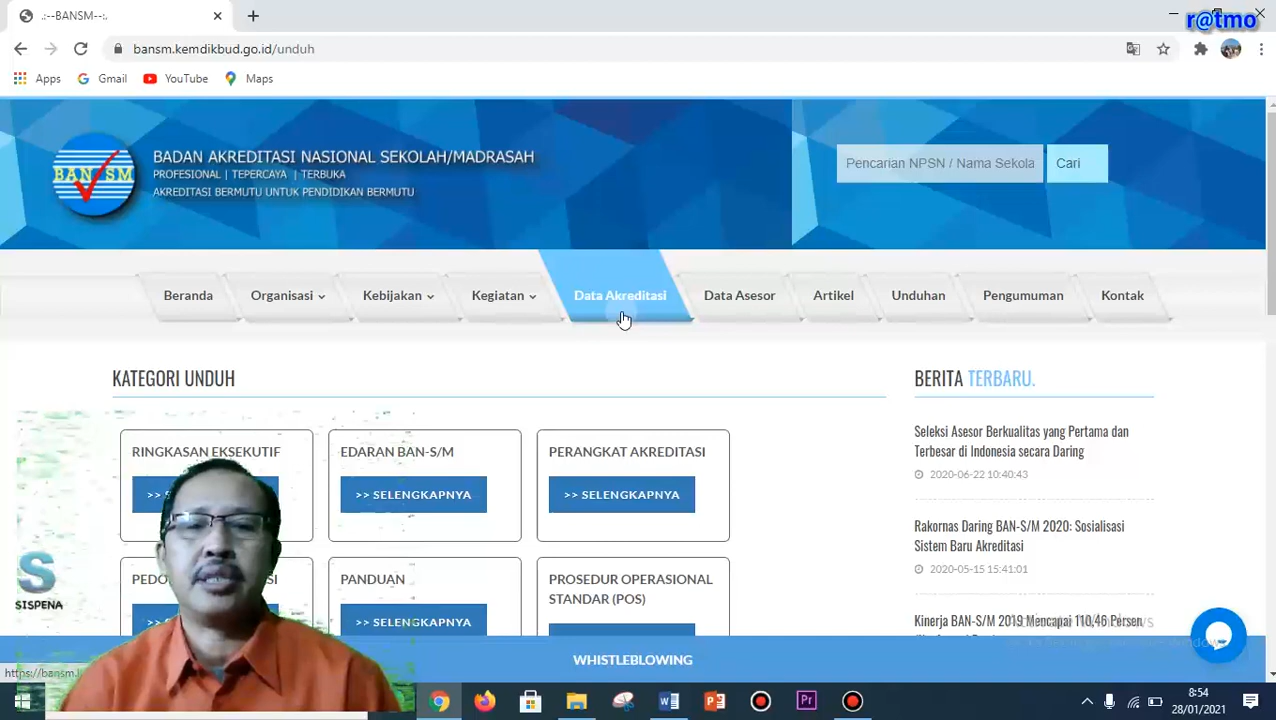 .:--BANSM--:.
r@tmo
bansm.kemdikbud.go.id/unduh
Apps
Gmail
YouTube
Maps
BAN-SM
BADAN AKREDITASI NASIONAL SEKOLAH/MADRASAH
PROFESIONAL | TEPERCAYA | TERBUKA
AKREDITASI BERMUTU UNTUK PENDIDIKAN BERMUTU
Pencarian NPSN / Nama Sekola
Cari
Beranda
Organisasi
Kebijakan
Kegiatan
Data Akreditasi
Data Asesor
Artikel
Unduhan
Pengumuman
Kontak
KATEGORI UNDUH
BERITA TERBARU.
RINGKASAN EKSEKUTIF
EDARAN BAN-S/M
PERANGKAT AKREDITASI
>> SELENGKAPNYA
>> SELENGKAPNYA
PANDUAN
PROSEDUR OPERASIONAL
STANDAR (POS)
>> SELENGKAPNYA
Seleksi Asesor Berkualitas yang Pertama dan
Terbesar di Indonesia secara Daring
2020-06-22 10:40:43
Rakornas Daring BAN-S/M 2020: Sosialisasi
Sistem Baru Akreditasi
2020-05-15 15:41:01
Kinerja BAN-S/M 2019 Mencapai 110,46 Persen,
S
SISPENA
WHISTLEBLOWING
https://bansm.
8:54
28/01/2021